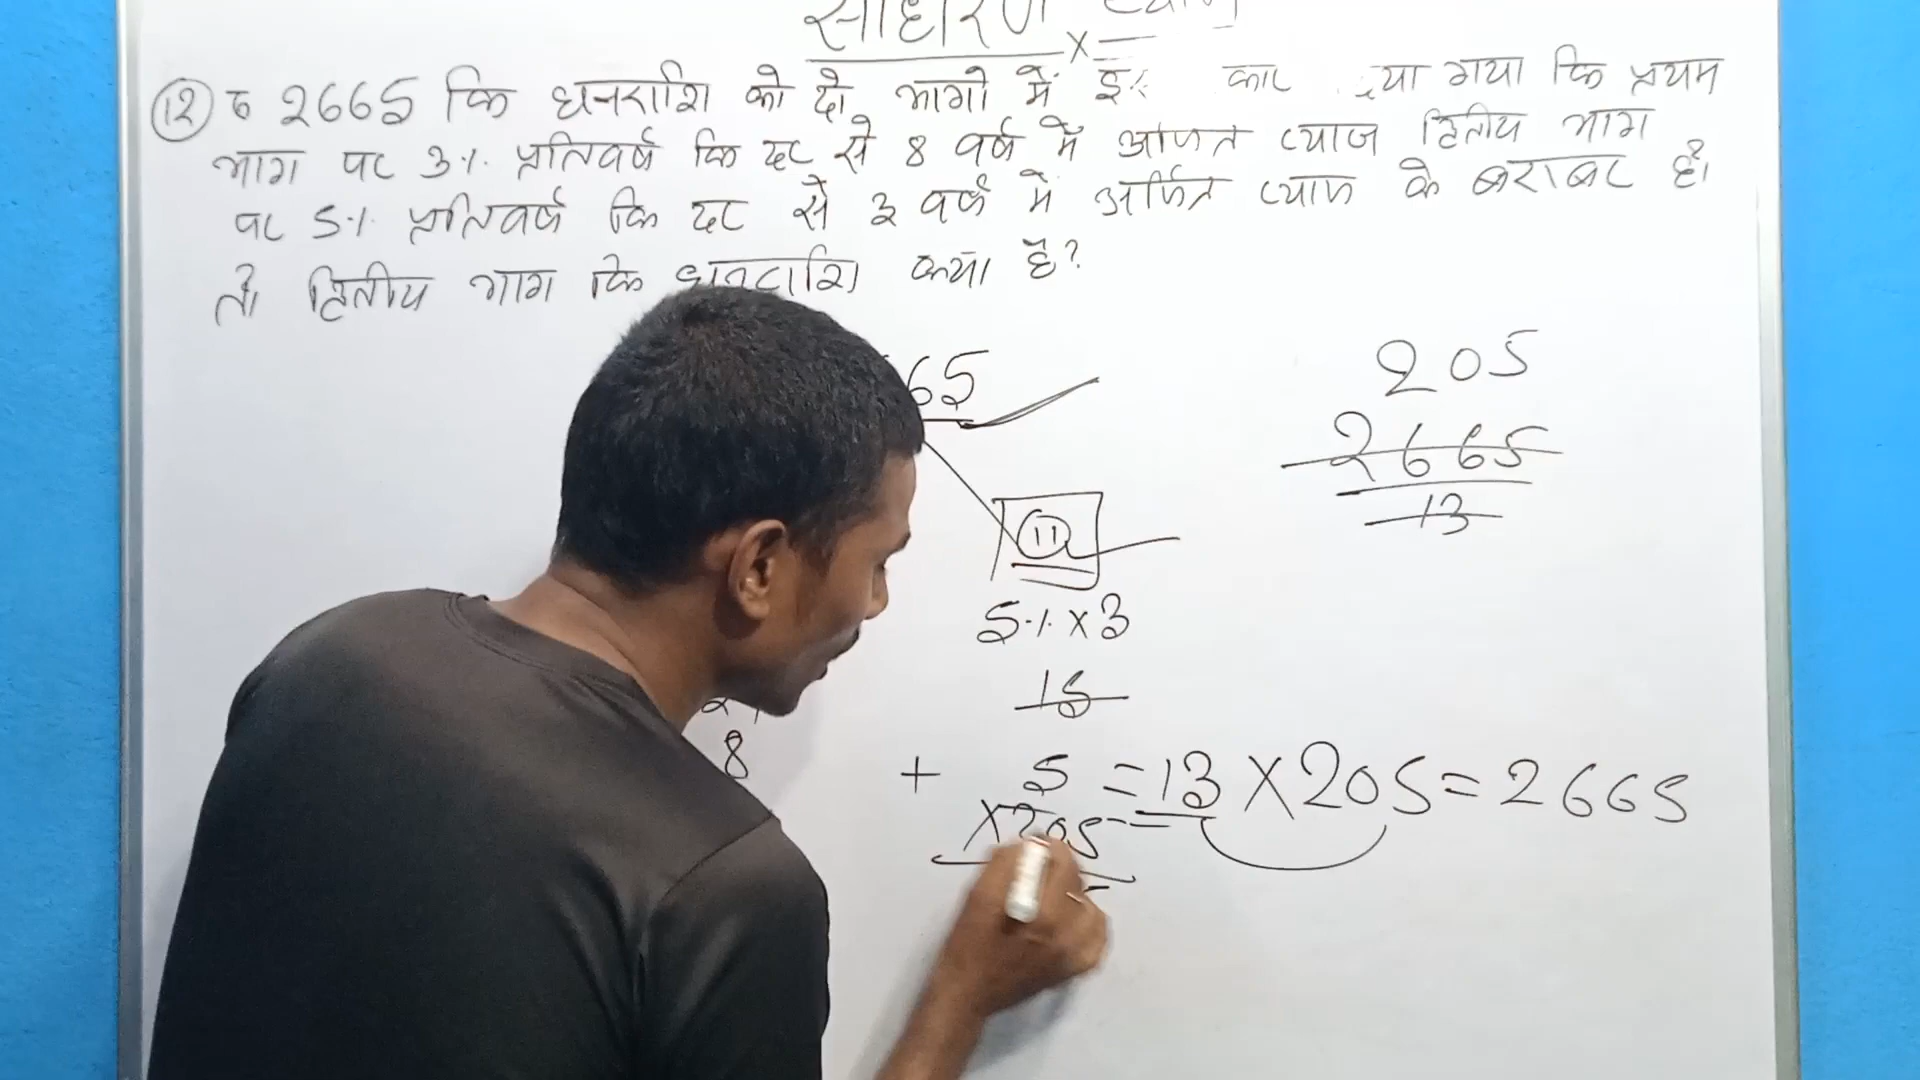 साधारण
×
(12) ₹ 2665 कि धनराशि को दो भागो में इस गया कि प्रथम
भाग पर 3% प्रतिवर्ष कि दर से 8 वर्ष में ब्याज द्वितीय भाग
पर 5% प्रतिवर्ष कि दर से 3 वर्ष में अर्जित ब्याज के बराबर है।
तो द्वितीय भाग कि धनराशि क्या है?
65
205
2665
13
(11)
5% × 3
15
8
+ 5 = 13 × 205 = 2665
× 205